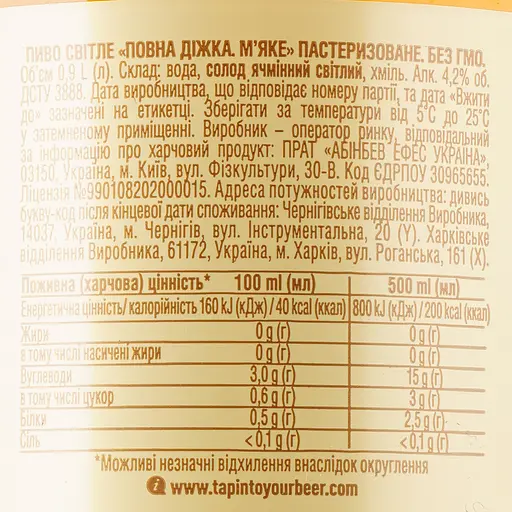 ПИВО СВІТЛЕ «ПОВНА ДІЖКА. М'ЯКЕ» ПАСТЕРИЗОВАНЕ. БЕЗ ГМО.
Об'єм 0,9 L (л). Склад: вода, солод ячмінний світлий, хміль. Алк. 4,2% об.
ДСТУ 3888. Дата виробництва, що відповідає номеру партії, та дата «Вжити
до» зазначені на етикетці. Зберігати за температури від 5°С до 25°С
у затемненому приміщенні. Виробник – оператор ринку, відповідальний
за інформацію про харчовий продукт: ПРАТ «АБІНБЕВ ЕФЕС УКРАЇНА»,
03150, Україна, м. Київ, вул. Фізкультури, 30-В. Код ЄДРПОУ 30965655.
Ліцензія №990108202000015. Адреса потужностей виробництва: дивись
букву-код після кінцевої дати споживання: Чернігівське відділення Виробника,
14037, Україна, м. Чернігів, вул. Інструментальна, 20 (Y). Харківське
відділення Виробника, 61172, Україна, м. Харків, вул. Роганська, 161 (X).
Поживна (харчова) цінність* 100 ml (мл) 500 ml (мл)
Енергетична цінність/ калорійність 160 kJ (кДж) / 40 kcal (ккал) 800 kJ (кДж) / 200 kcal (ккал)
Жири 0 g (г) 0 g (г)
в тому числі насичені жири 0 g (г) 0 g (г)
Вуглеводи 3,0 g (г) 15 g (г)
в тому числі цукор 0,6 g (г) 3 g (г)
Білки 0,5 g (г) 2,5 g (г)
Сіль <0,1 g (г) <0,1 g (г)
*Можливі незначні відхилення внаслідок округлення
i www.tapintoyourbeer.com